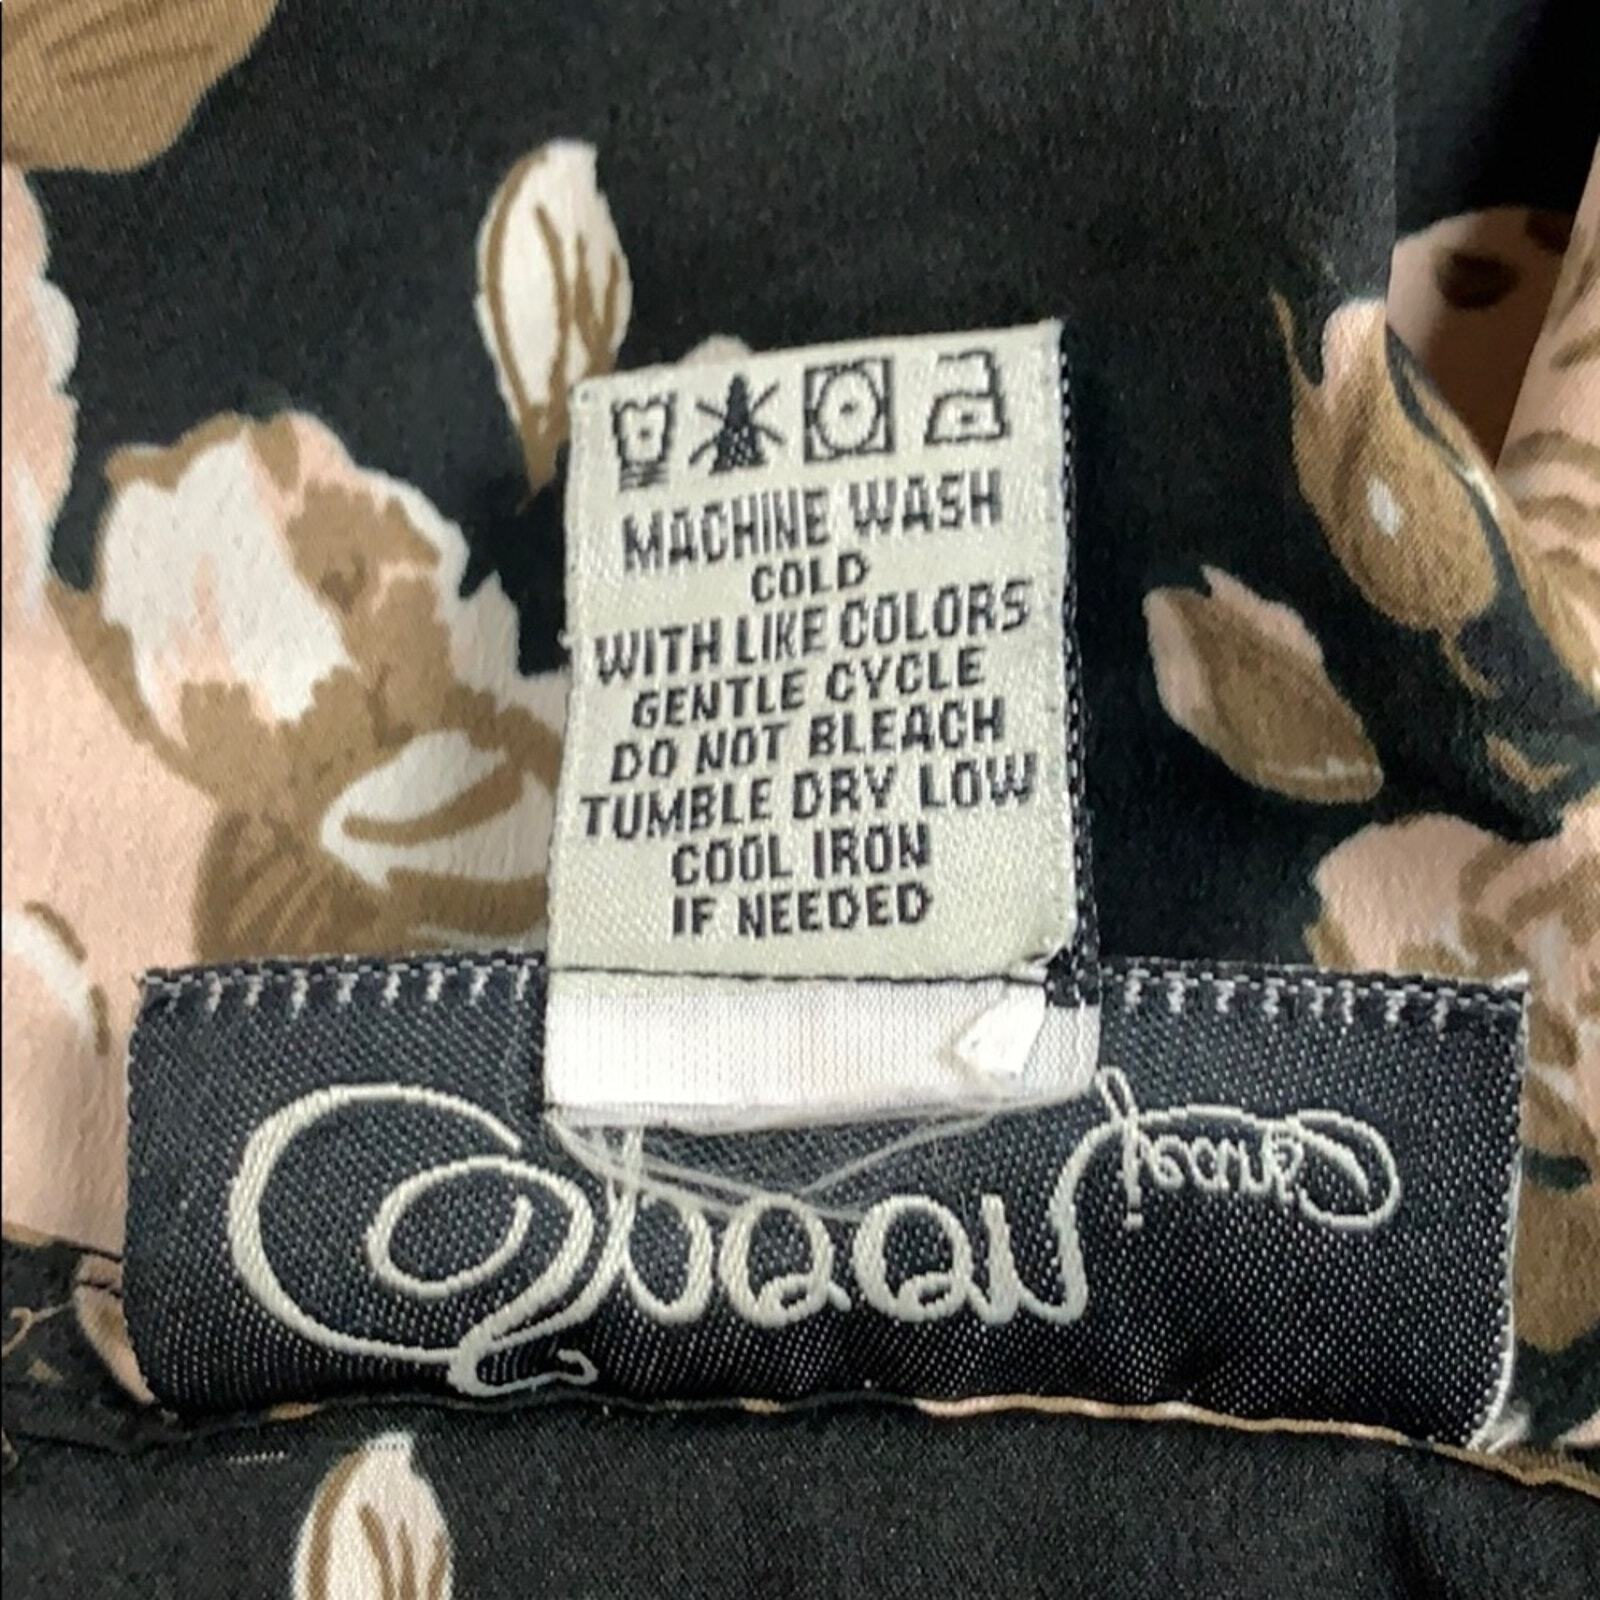 MACHINE WASH
COLD
WITH LIKE COLORS
GENTLE CYCLE
DO NOT BLEACH
TUMBLE DRY LOW
COOL IRON
IF NEEDED